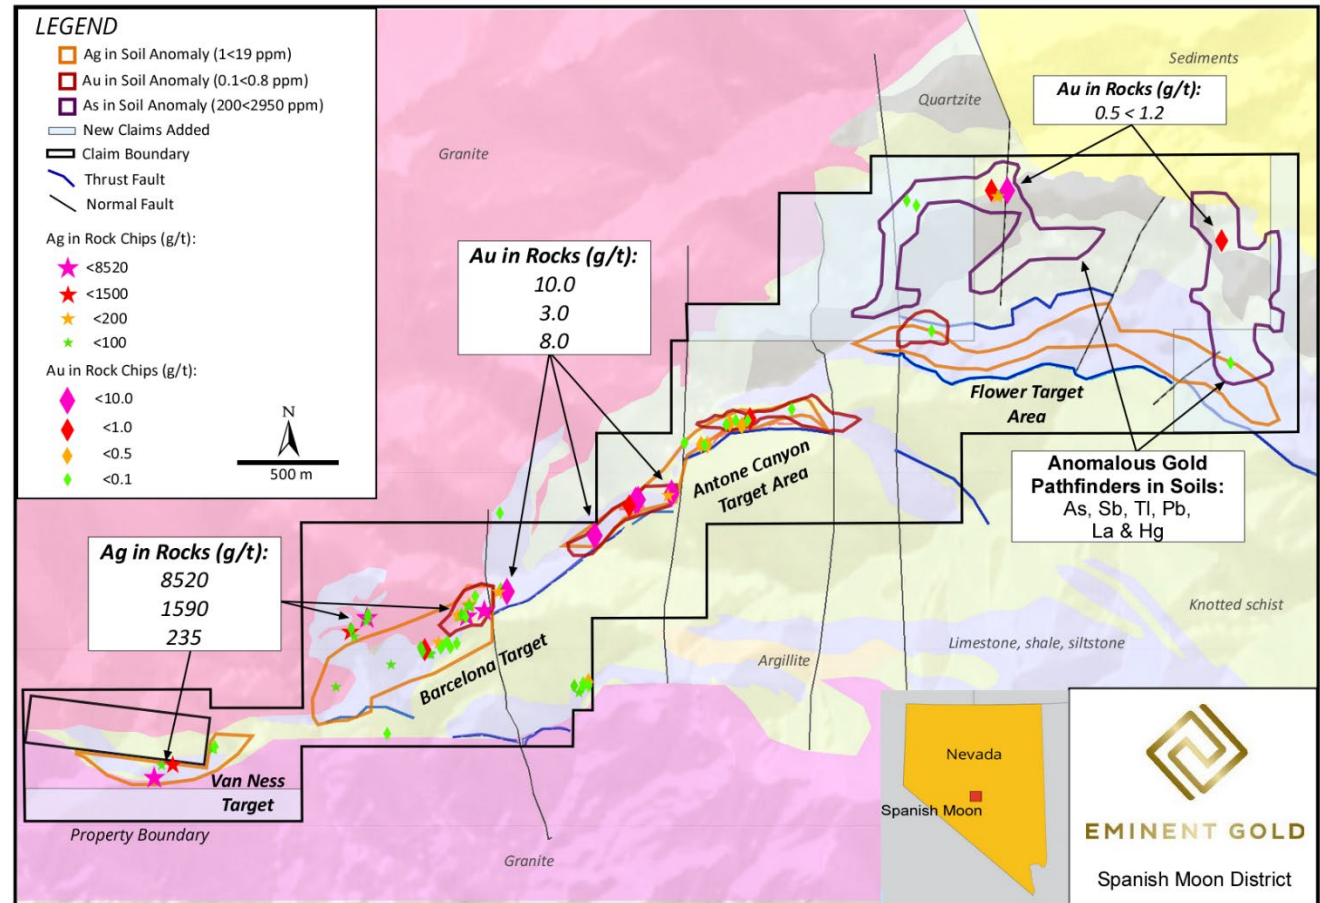 LEGEND
Ag in Soil Anomaly (1<19 ppm)
Au in Soil Anomaly (0.1<0.8 ppm)
As in Soil Anomaly (200<2950 ppm)
New Claims Added
Claim Boundary
Thrust Fault
Normal Fault
Ag in Rock Chips (g/t):
<8520
<1500
<200
<100
Au in Rock Chips (g/t):
<10.0
<1.0
<0.5
<0.1
N
500 m
Granite
Quartzite
Sediments
Au in Rocks (g/t):
0.5 < 1.2
Au in Rocks (g/t):
10.0
3.0
8.0
Flower Target
Area
Antone Canyon
Target Area
Anomalous Gold
Pathfinders in Soils:
As, Sb, Tl, Pb,
La & Hg
Ag in Rocks (g/t):
8520
1590
235
Barcelona Target
Knotted schist
Limestone, shale, siltstone
Argillite
Van Ness
Target
Property Boundary
Granite
Nevada
Spanish Moon
EMINENT GOLD
Spanish Moon District